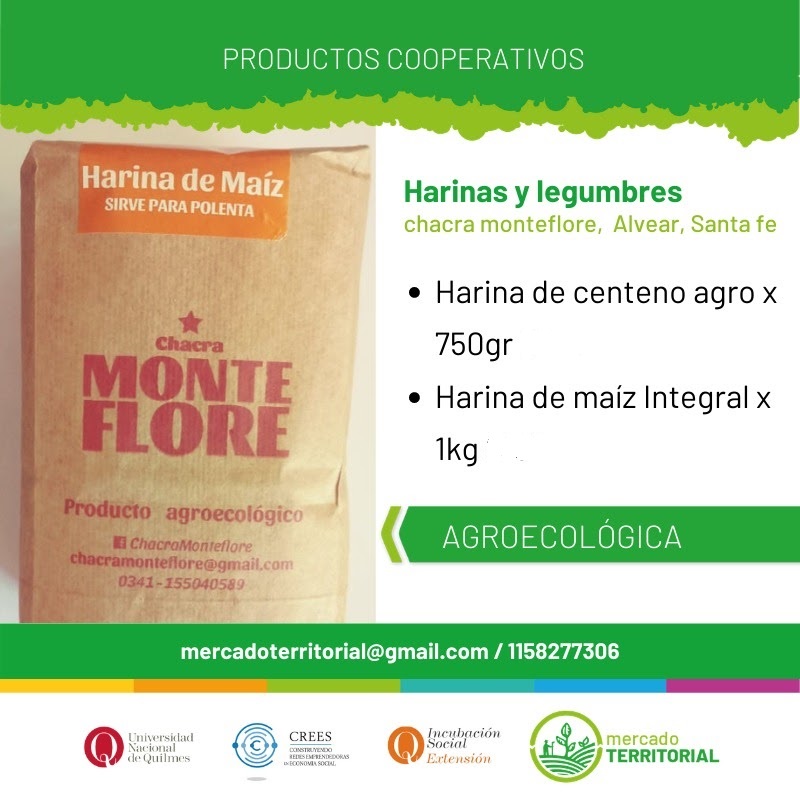 PRODUCTOS COOPERATIVOS
Harina de Maíz
SIRVE PARA POLENTA
Chacra
MONTE
FLORE
Producto agroecológico
ChacraMonteflore
chacramonteflore@gmail.com
0341-155040589
Harinas y legumbres
chacra monteflore, Alvear, Santa fe
• Harina de centeno agro x
750gr
• Harina de maíz Integral x
1kg
AGROECOLÓGICA
mercadoterritorial@gmail.com / 1158277306
Universidad
Nacional
de Quilmes
CREES
CONSTRUYENDO
REDES EMPRENDEDORAS
EN ECONOMÍA SOCIAL
Incubación
Social
Extensión
mercado
TERRITORIAL